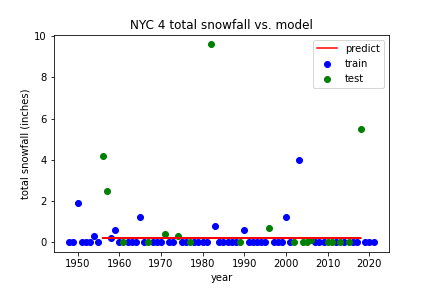 NYC 4 total snowfall vs. model
10
8
6
4
2
0
total snowfall (inches)
predict
train
test
1950
1960
1970
1980
1990
2000
2010
2020
year